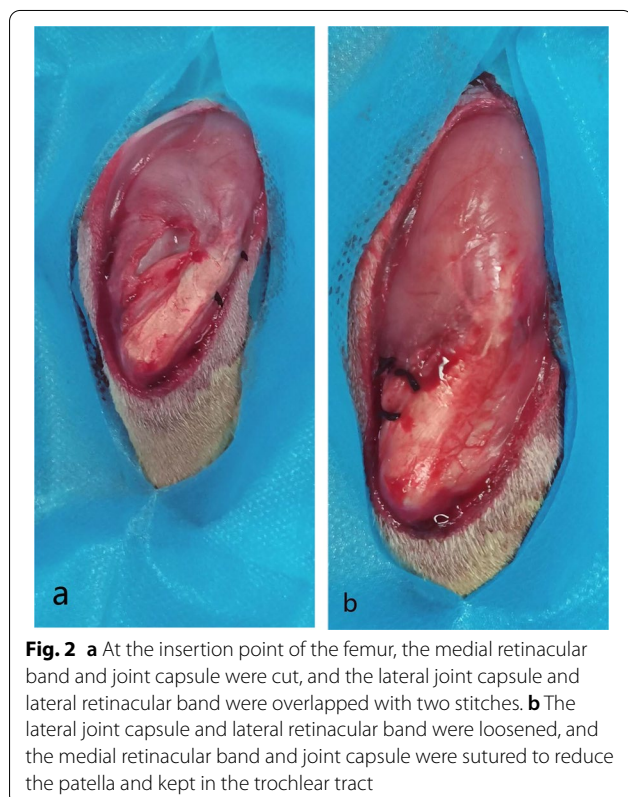 a
b
Fig. 2 a At the insertion point of the femur, the medial retinacular
band and joint capsule were cut, and the lateral joint capsule and
lateral retinacular band were overlapped with two stitches. b The
lateral joint capsule and lateral retinacular band were loosened, and
the medial retinacular band and joint capsule were sutured to reduce
the patella and kept in the trochlear tract